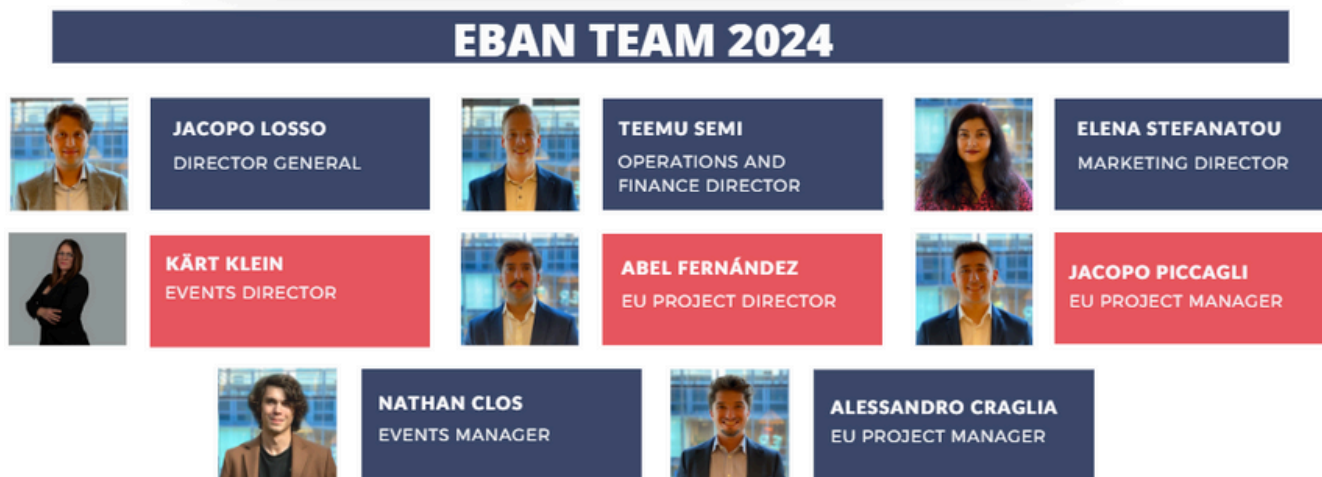 EBAN TEAM 2024
JACOPO LOSSO
DIRECTOR GENERAL
TEEMU SEMI
OPERATIONS AND
FINANCE DIRECTOR
ELENA STEFANATOU
MARKETING DIRECTOR
KÄRT KLEIN
EVENTS DIRECTOR
ABEL FERNÁNDEZ
EU PROJECT DIRECTOR
JACOPO PICCAGLI
EU PROJECT MANAGER
NATHAN CLOS
EVENTS MANAGER
ALESSANDRO CRAGLIA
EU PROJECT MANAGER